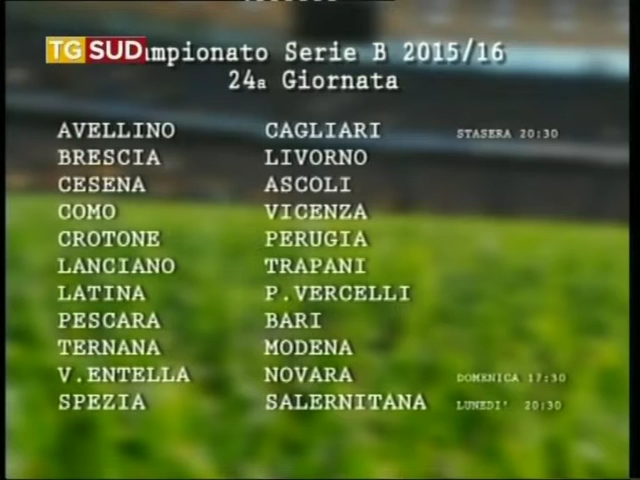 TG SUD
mpionato Serie B 2015/16
24a Giornata
AVELLINO CAGLIARI STASERA 20:30
BRESCIA LIVORNO
CESENA ASCOLI
COMO VICENZA
CROTONE PERUGIA
LANCIANO TRAPANI
LATINA P.VERCELLI
PESCARA BARI
TERNANA MODENA
V.ENTELLA NOVARA DOMENICA 17:30
SPEZIA SALERNITANA LUNEDI' 20:30